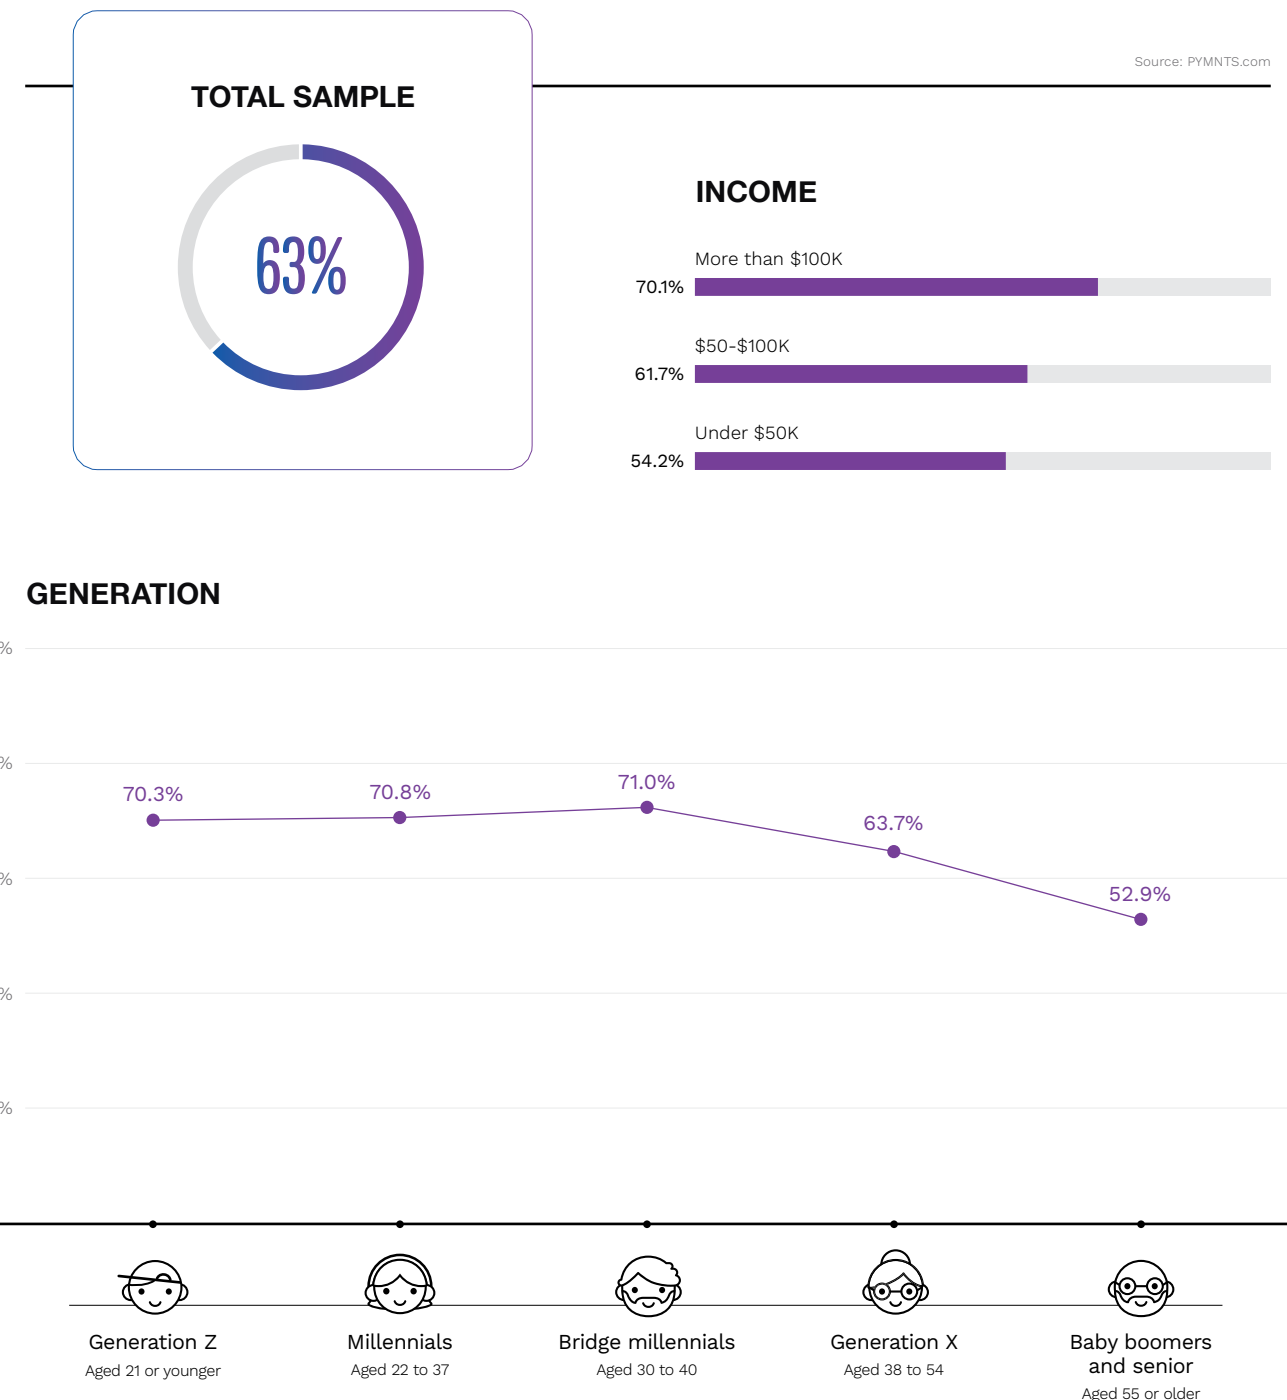 Source: PYMNTS.com
TOTAL SAMPLE
63%
INCOME
More than $100K
70.1%
$50-$100K
61.7%
Under $50K
54.2%
GENERATION
%
%
70.3%
70.8%
71.0%
63.7%
%
52.9%
%
%
Generation Z
Aged 21 or younger
Millennials
Aged 22 to 37
Bridge millennials
Aged 30 to 40
Generation X
Aged 38 to 54
Baby boomers
and senior
Aged 55 or older